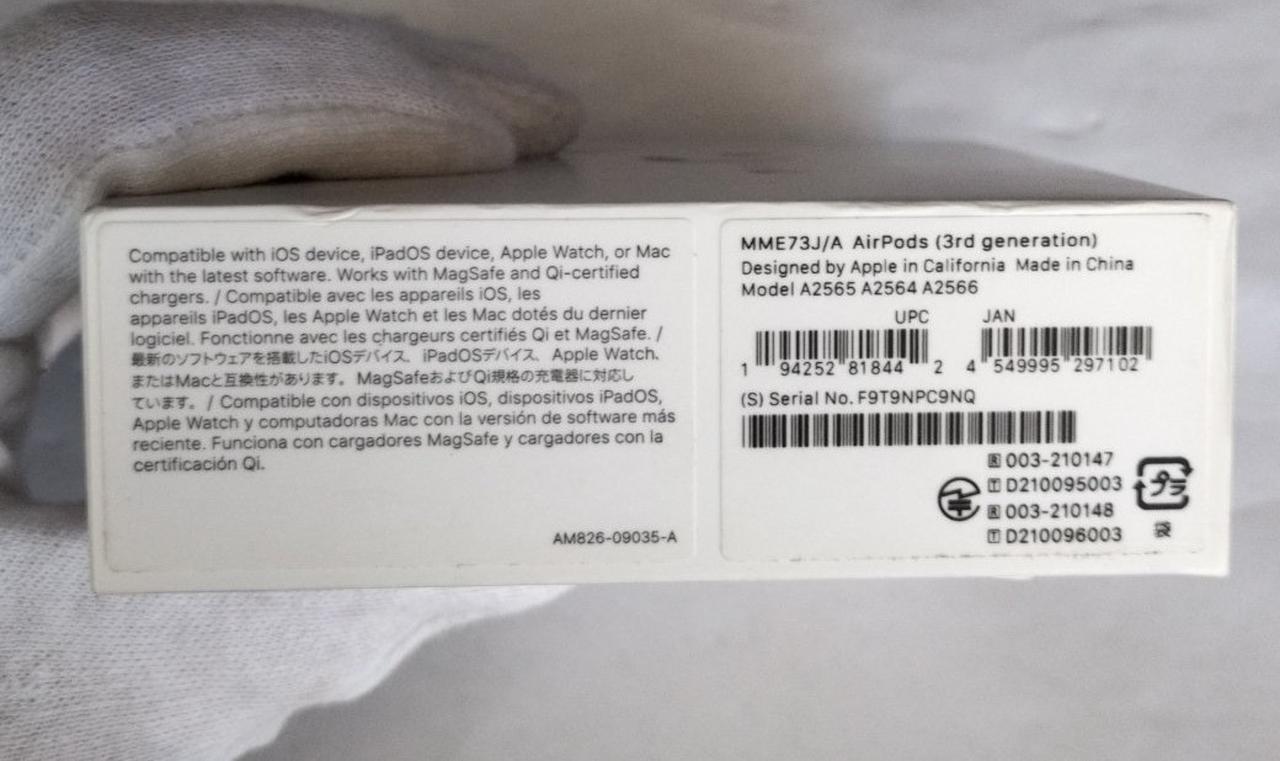 Compatible with iOS device, iPadOS device, Apple Watch, or Mac
with the latest software. Works with MagSafe and Qi-certified
chargers. / Compatible avec les appareils iOS, les
appareils iPadOS, les Apple Watch et les Mac dotés du dernier
logiciel. Fonctionne avec les chargeurs certifiés Qi et MagSafe. /
最新のソフトウェアを搭載したiOSデバイス、iPadOSデバイス、Apple Watch、
またはMacと互換性があります。MagSafeおよびQi規格の充電器に対応し
ています。/ Compatible con dispositivos iOS, dispositivos iPadOS,
Apple Watch y computadoras Mac con la versión de software más
reciente. Funciona con cargadores MagSafe y cargadores con la
certificación Qi.
AM826-09035-A
MME73J/A AirPods (3rd generation)
Designed by Apple in California Made in China
Model A2565 A2564 A2566
UPC JAN
1 94252 81844 2 4 549995 297102
(S) Serial No. F9T9NPC9NQ
R 003-210147
T D210095003
R 003-210148
T D210096003
プラ
袋